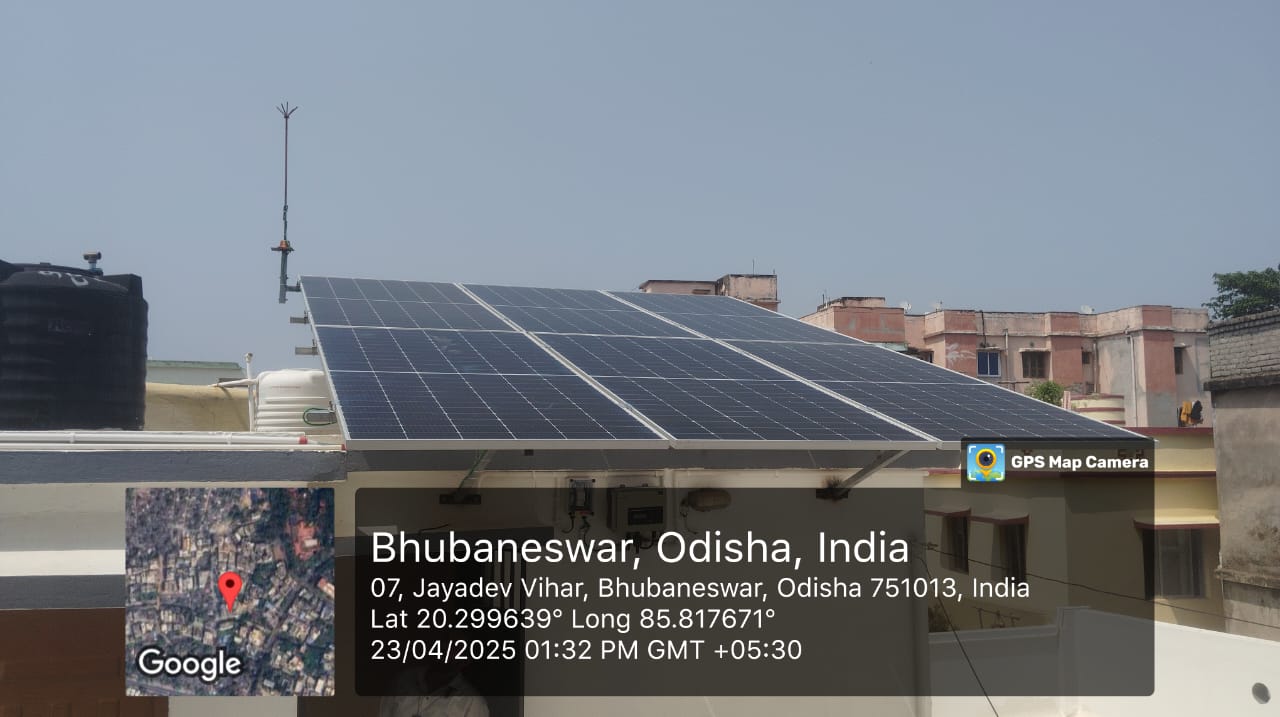 GPS Map Camera
Bhubaneswar, Odisha, India
07, Jayadev Vihar, Bhubaneswar, Odisha 751013, India
Lat 20.299639° Long 85.817671°
23/04/2025 01:32 PM GMT +05:30
Google